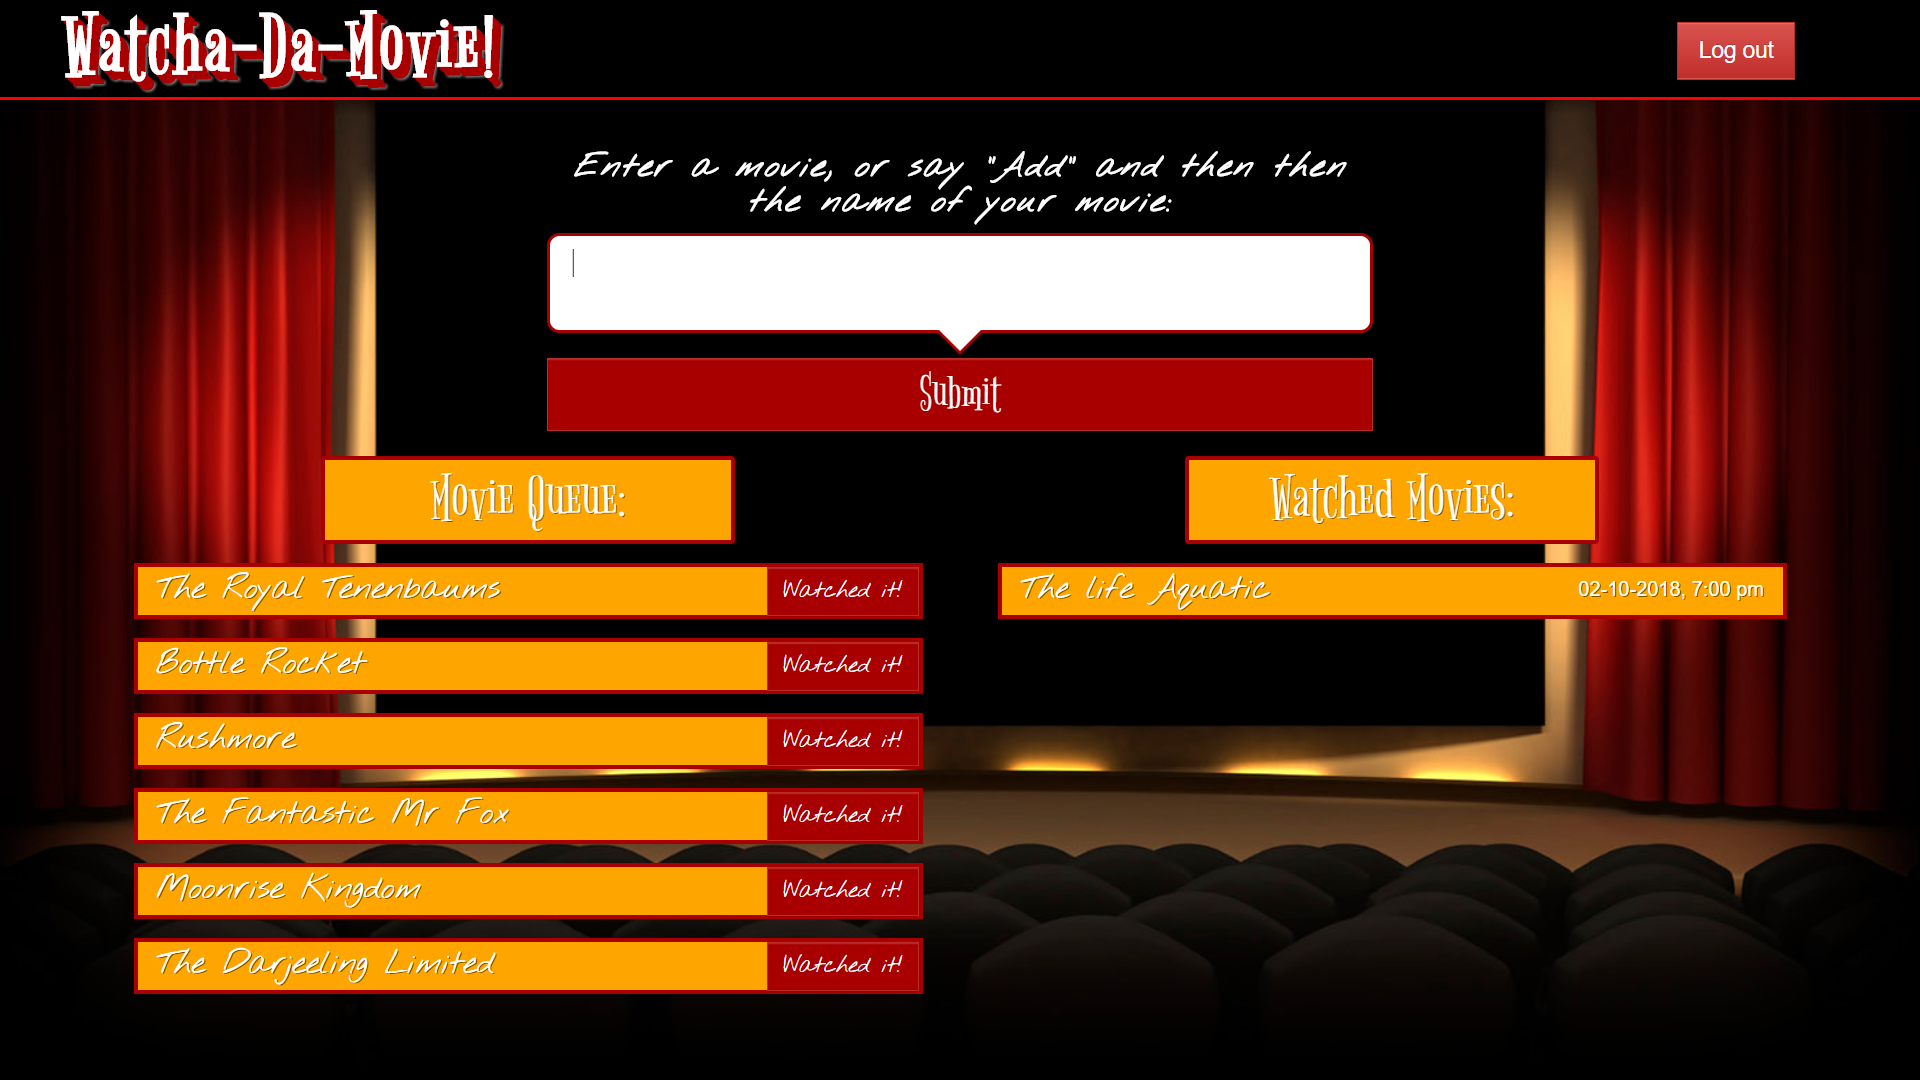 Watcha-Da-Movie!
Log out
Enter a movie, or say "Add" and then then
the name of your movie:
Submit
Movie Queue:
The Royal Tenenbaums Watched it!
Bottle Rocket Watched it!
Rushmore Watched it!
The Fantastic Mr Fox Watched it!
Moonrise Kingdom Watched it!
The Darjeeling Limited Watched it!
Watched Movies:
The life Aquatic 02-10-2018, 7:00 pm